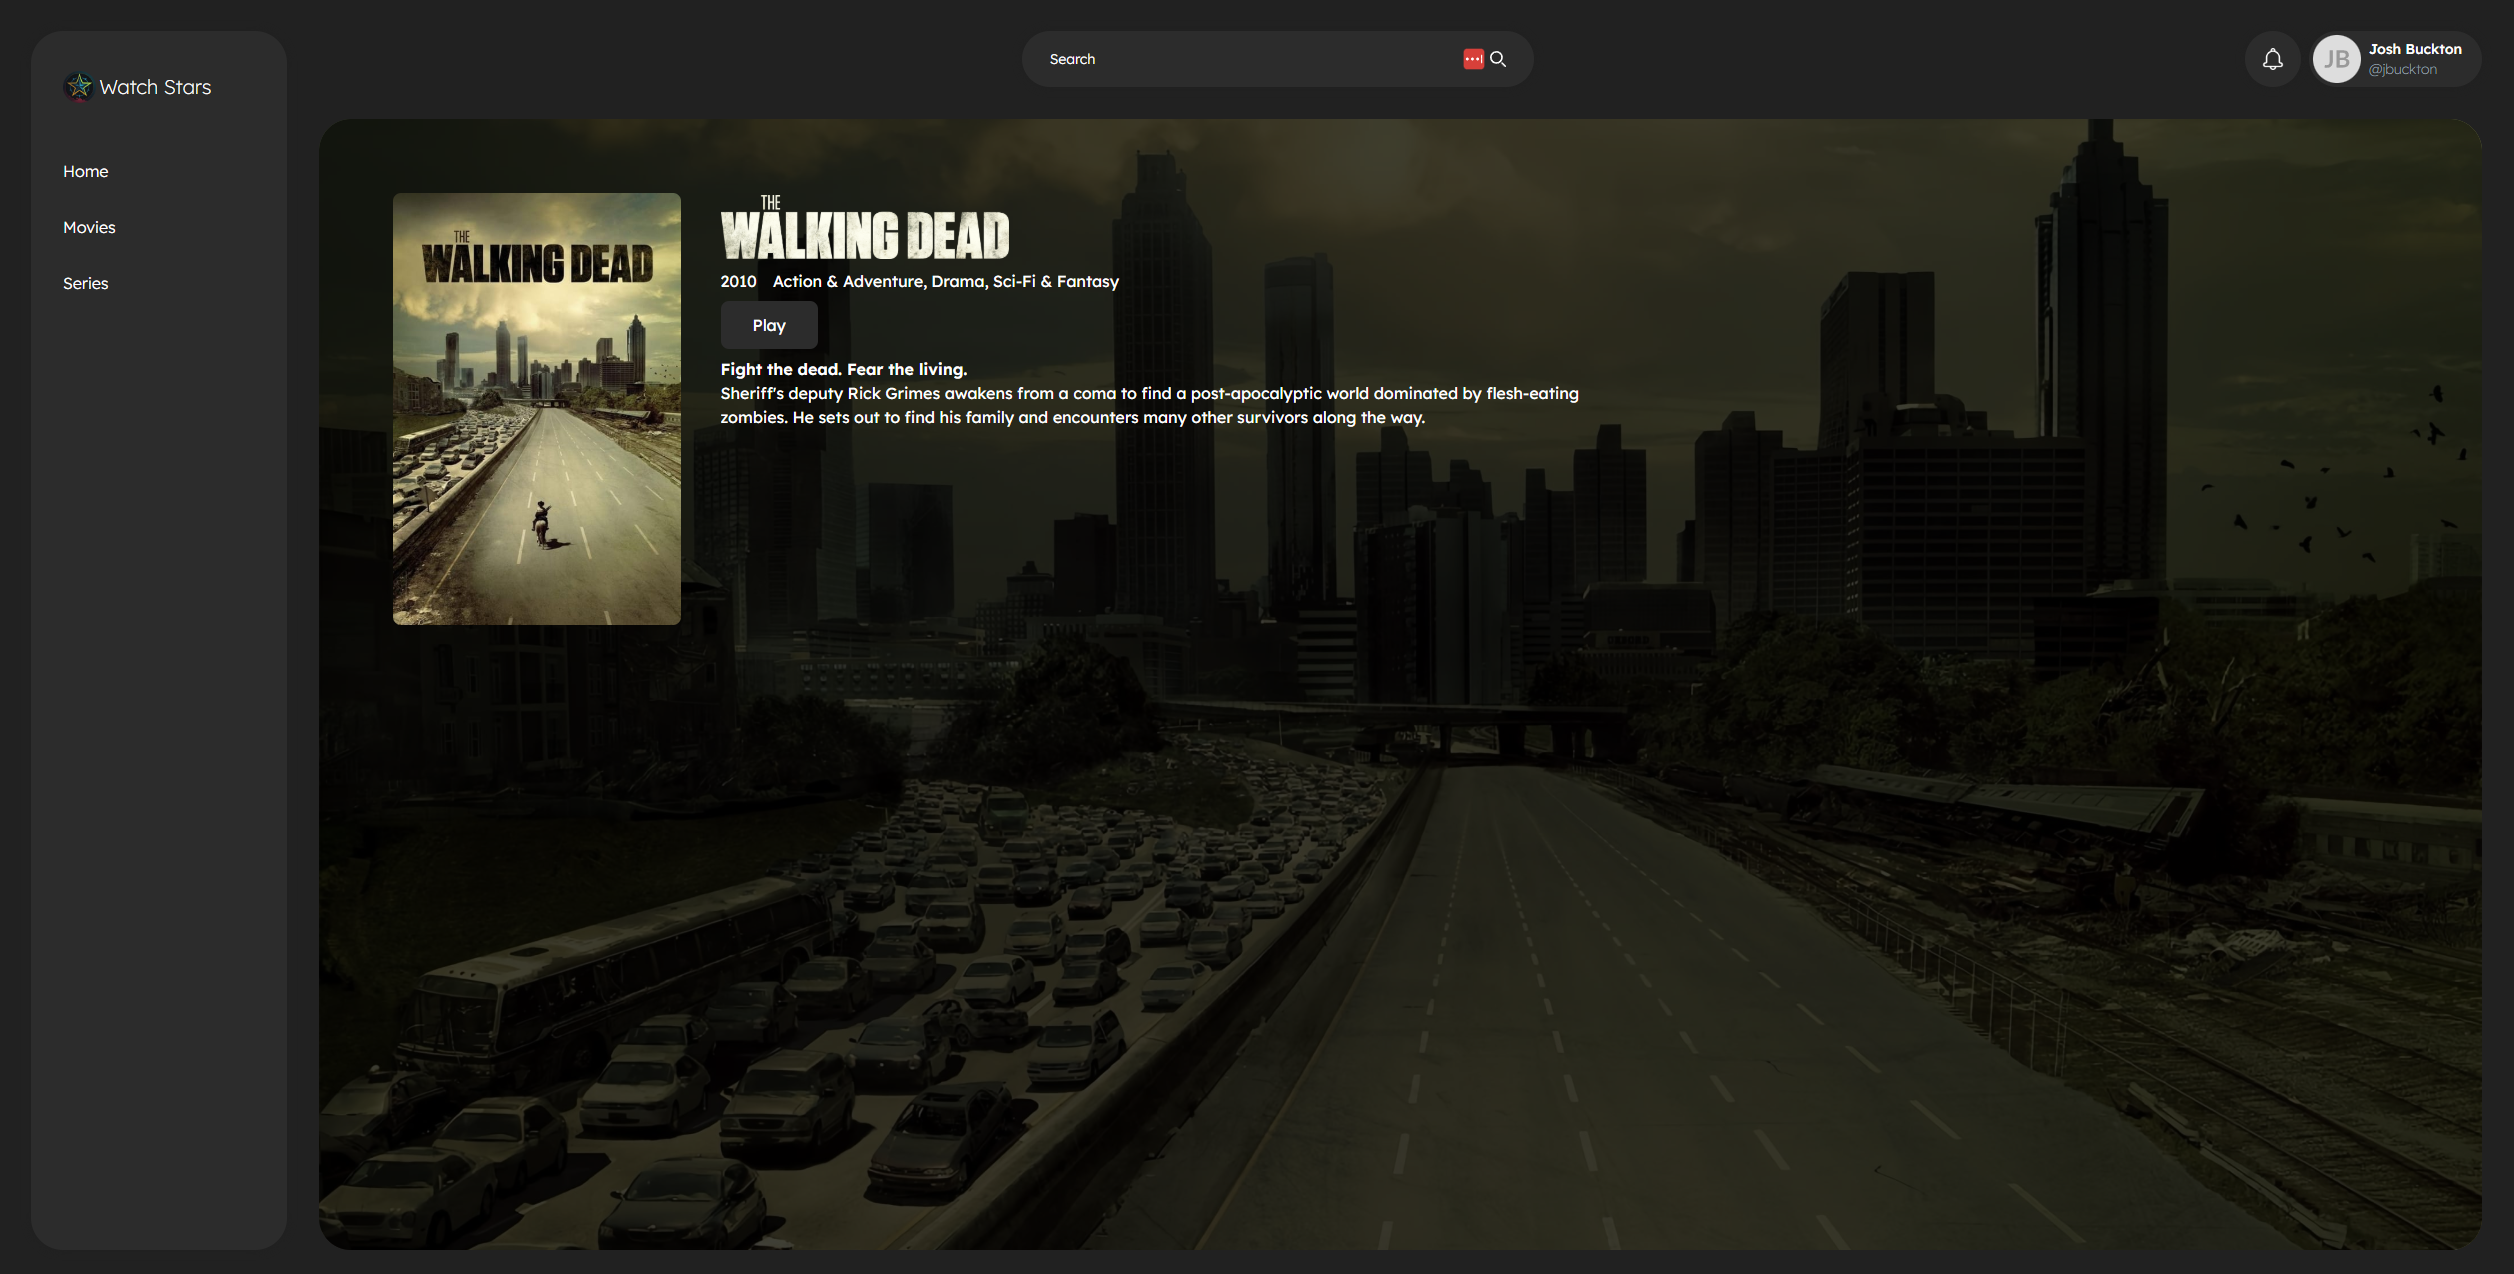 Watch Stars
Home
Movies
Series
Search
JB
Josh Buckton
@jbuckton
THE
WALKING DEAD
THE
WALKING DEAD
2010 Action & Adventure, Drama, Sci-Fi & Fantasy
Play
Fight the dead. Fear the living.
Sheriff's deputy Rick Grimes awakens from a coma to find a post-apocalyptic world dominated by flesh-eating
zombies. He sets out to find his family and encounters many other survivors along the way.